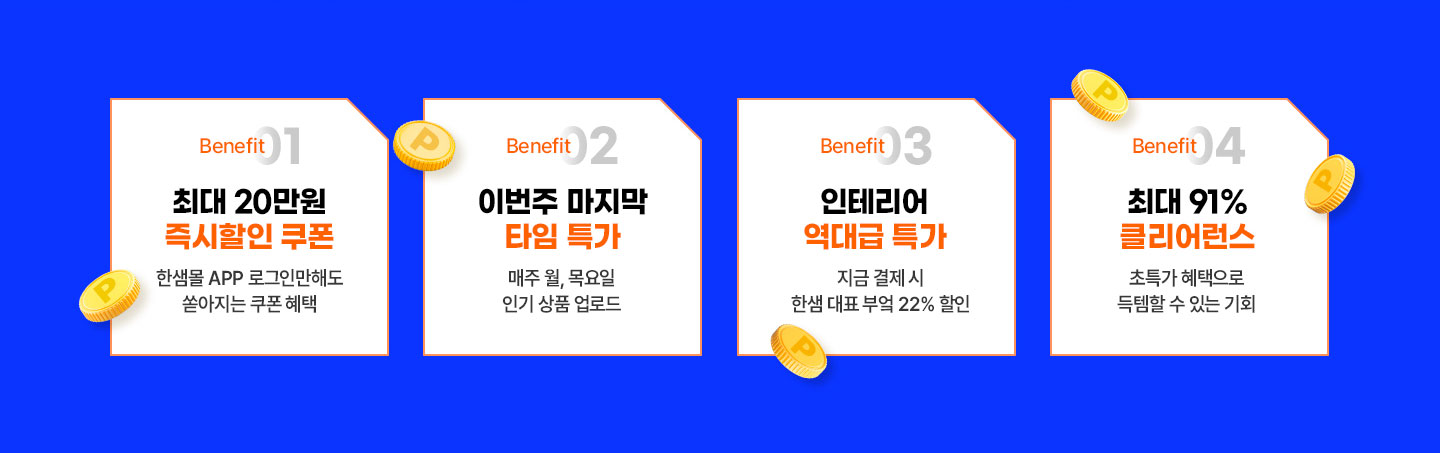 Benefit 01
최대 20만원
즉시할인 쿠폰
한샘몰 APP 로그인만해도
쏟아지는 쿠폰 혜택
Benefit 02
이번주 마지막
타임 특가
매주 월, 목요일
인기 상품 업로드
Benefit 03
인테리어
역대급 특가
지금 결제 시
한샘 대표 부엌 22% 할인
Benefit 04
최대 91%
클리어런스
초특가 혜택으로
득템할 수 있는 기회
P
P
P
P
P